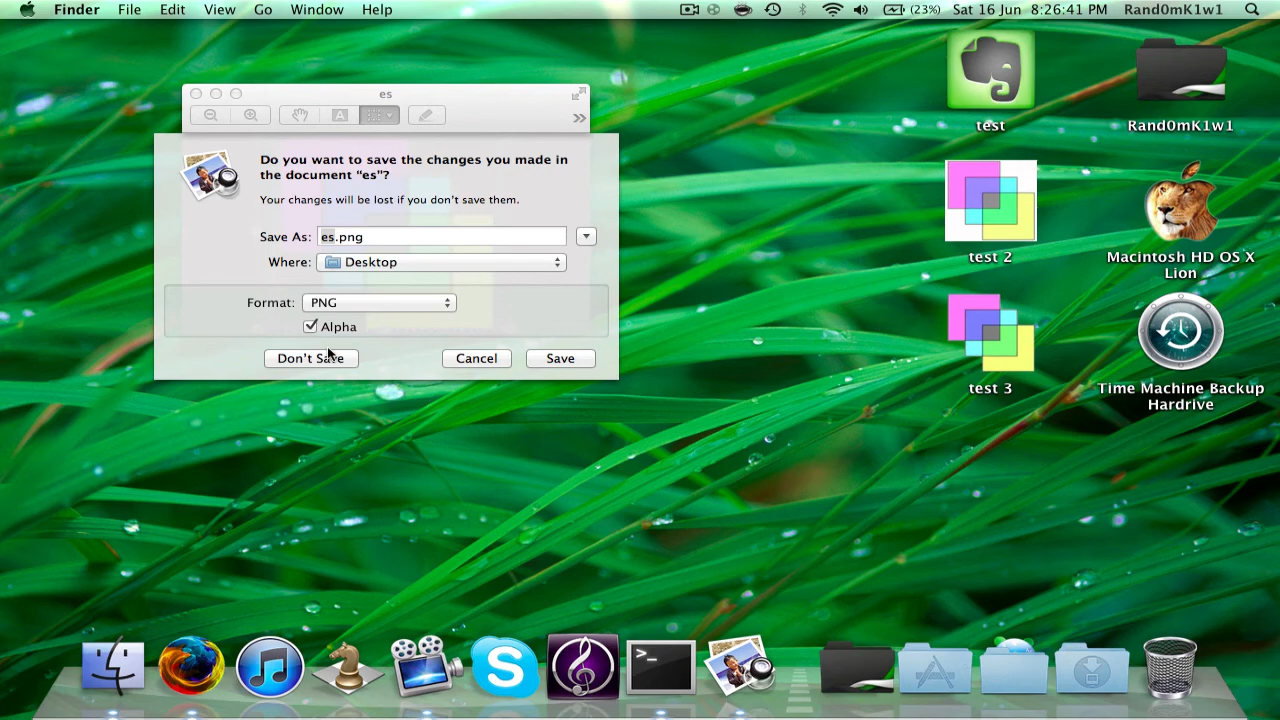 Finder File Edit View Go Window Help (23%) Sat 16 Jun 8:26:41 PM Rand0mK1w1
es
A
Do you want to save the changes you made in
the document “es”?
Your changes will be lost if you don’t save them.
Save As: es.png
Where: Desktop
Format: PNG
Alpha
Don’t Save Cancel Save
test
Rand0mK1w1
test 2
Macintosh HD OS X
Lion
test 3
Time Machine Backup
Hardrive
>_